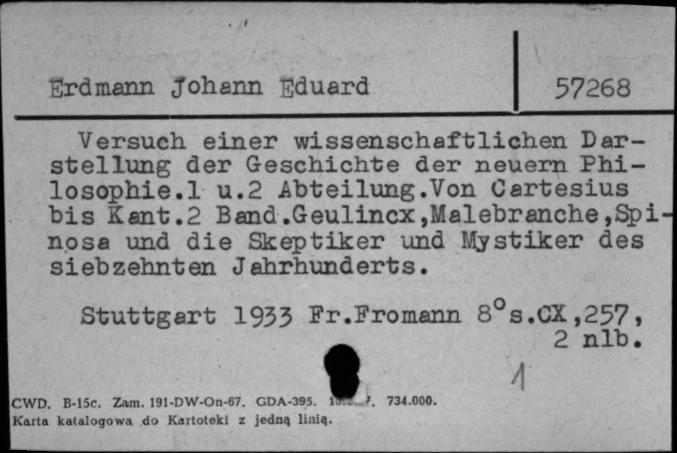 Erdmann Johann Eduard
57268
Versuch einer wissenschaftlichen Dar-
stellung der Geschichte der neuern Phi-
losophie.1 u.2 Abteilung.Von Cartesius
bis Kant.2 Band.Geulincx,Malebranche,Spi-
nosa und die Skeptiker und Mystiker des
siebzehnten Jahrhunderts.
Stuttgart 1933 Fr.Fromann 8°s.CX,257,
2 nlb.
1
CWD. B-15c. Zam. 191-DW-On-67. GDA-395. 734.000.
Karta katalogowa do Kartoteki z jedną linią.